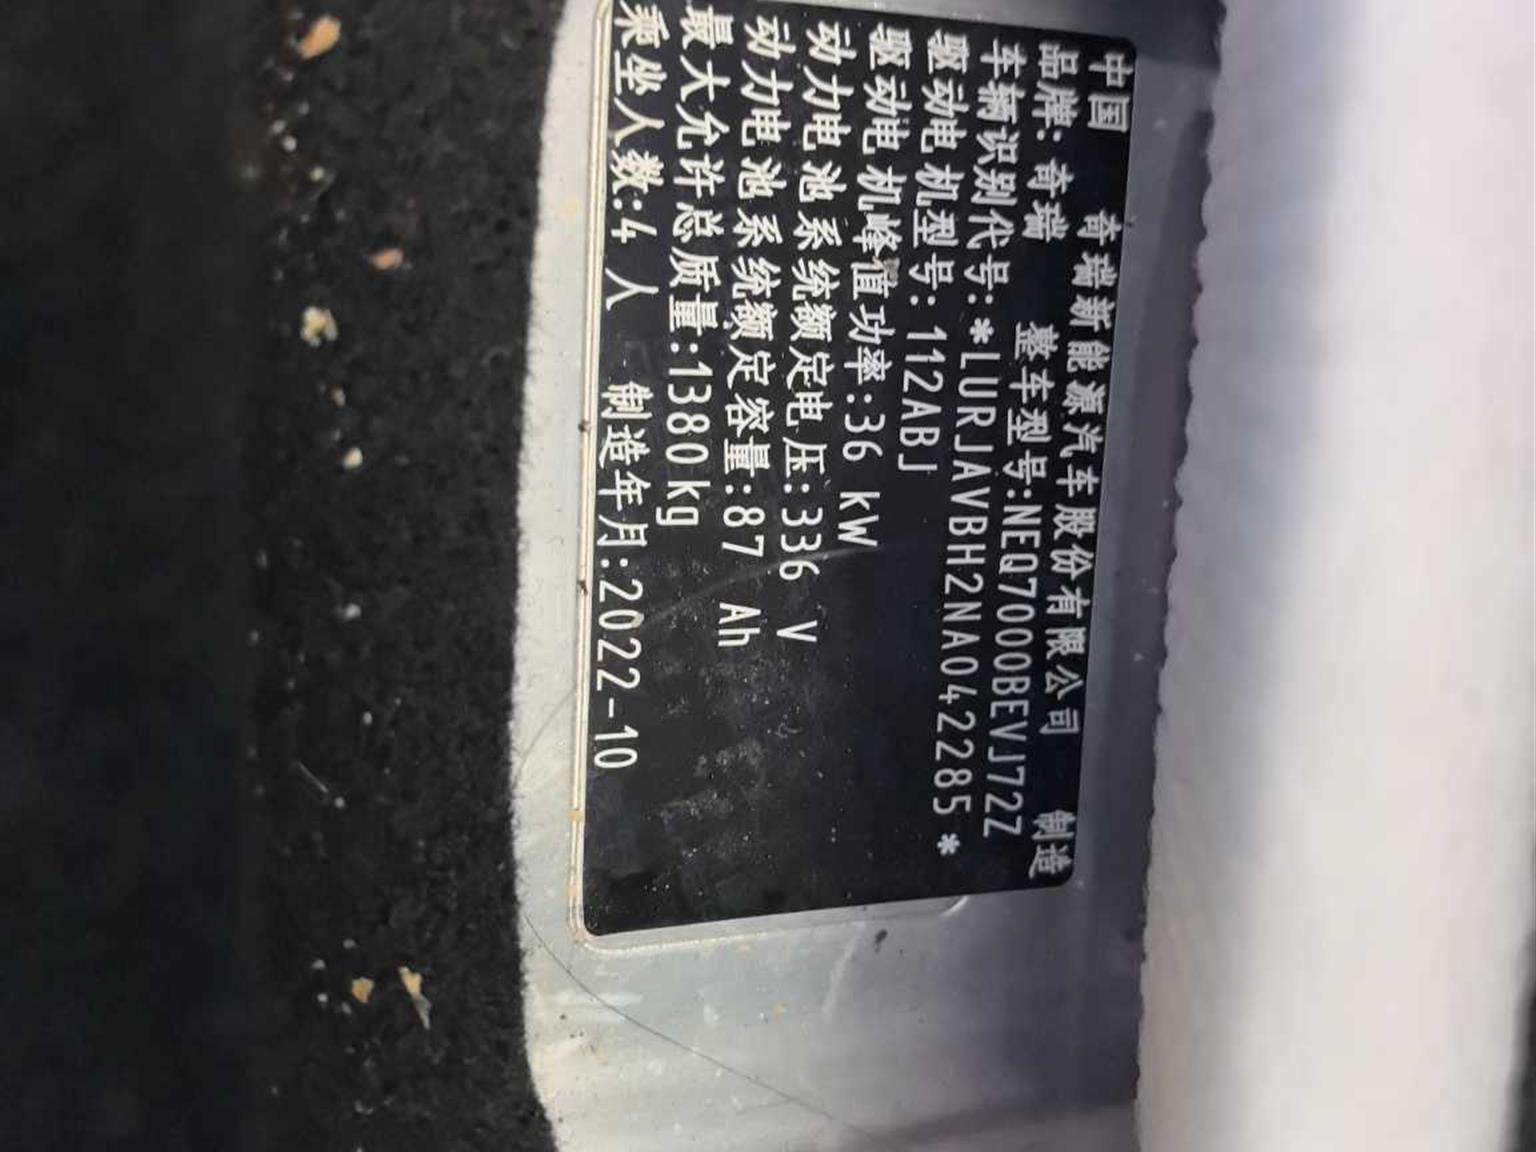 中国 奇瑞新能源汽车股份有限公司 制造
品牌:奇瑞 整车型号:NEQ7000BEVJ72Z
车辆识别代号:*LURJAVBH2NA042285*
驱动电机型号:112ABJ
驱动电机峰值功率:36 kW
动力电池系统额定电压:336 V
动力电池系统额定容量:87 Ah
最大允许总质量:1380kg
乘坐人数:4 人 制造年月:2022-10